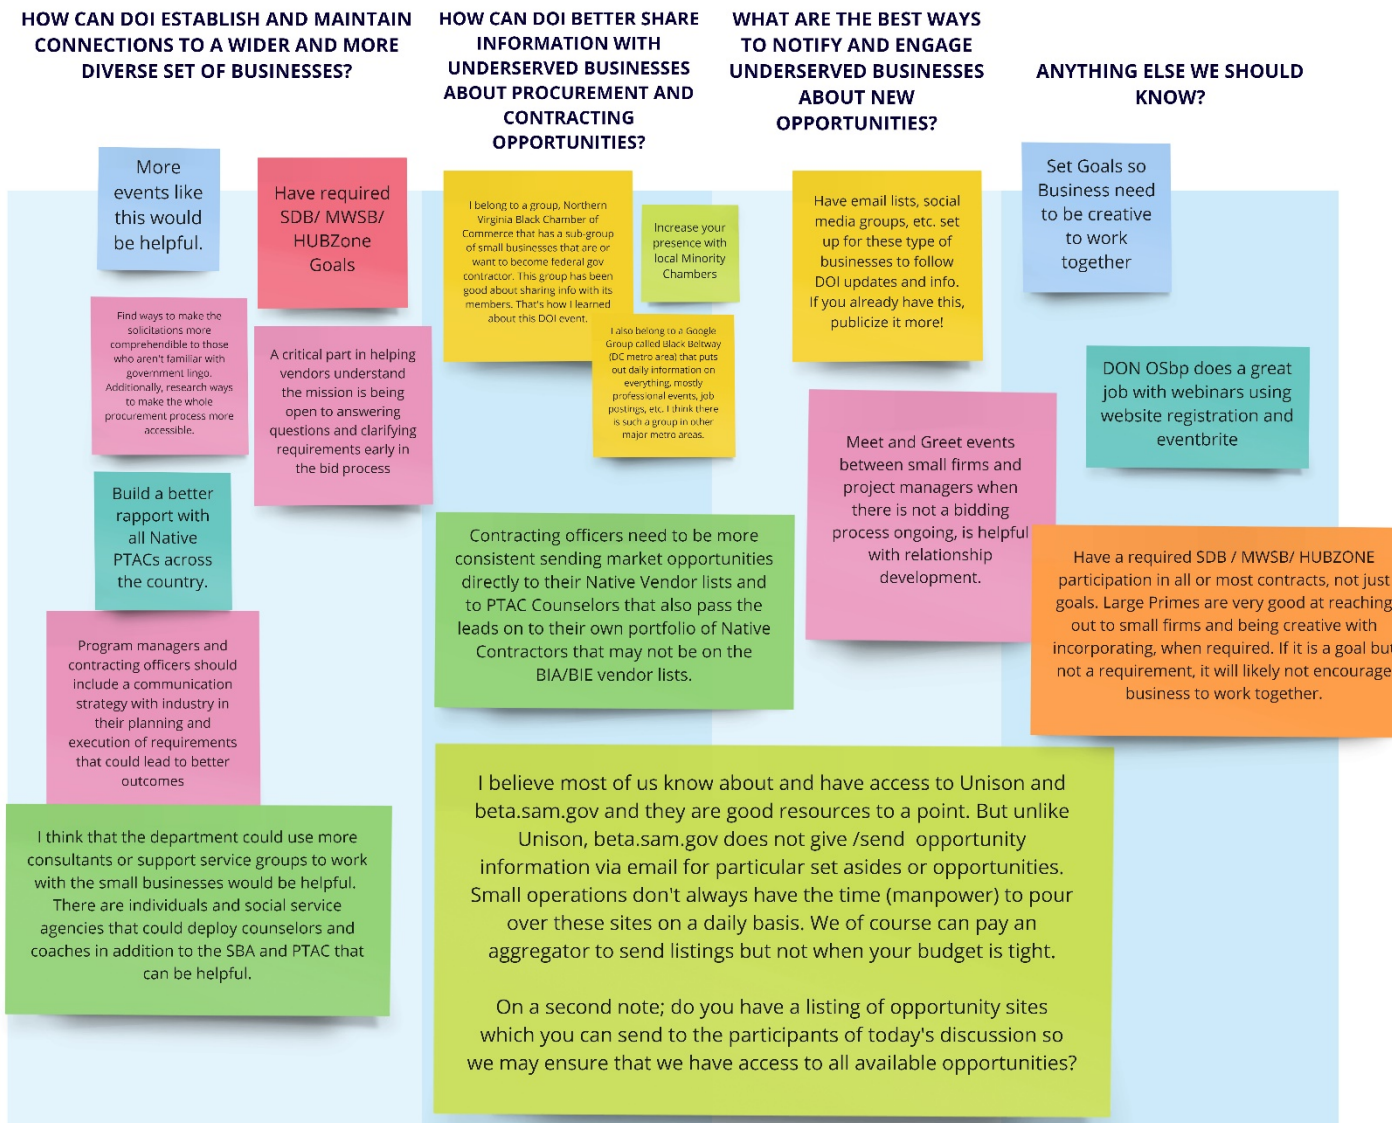 HOW CAN DOI ESTABLISH AND MAINTAIN
CONNECTIONS TO A WIDER AND MORE
DIVERSE SET OF BUSINESSES?
More
events like
this would
be helpful.
Have required
SDB/ MWSB/
HUBZone
Goals
Find ways to make the
solicitations more
comprehendible to those
who aren't familiar with
government lingo.
Additionally, research ways
to make the whole
procurement process more
accessible.
A critical part in helping
vendors understand
the mission is being
open to answering
questions and clarifying
requirements early in
the bid process
Build a better
rapport with
all Native
PTACs across
the country.
Program managers and
contracting officers should
include a communication
strategy with industry in
their planning and
execution of requirements
that could lead to better
outcomes
I think that the department could use more
consultants or support service groups to work
with the small businesses would be helpful.
There are individuals and social service
agencies that could deploy counselors and
coaches in addition to the SBA and PTAC that
can be helpful.
HOW CAN DOI BETTER SHARE
INFORMATION WITH
UNDERSERVED BUSINESSES
ABOUT PROCUREMENT AND
CONTRACTING
OPPORTUNITIES?
I belong to a group, Northern
Virginia Black Chamber of
Commerce that has a sub-group
of small businesses that are or
want to become federal gov
contractor. This group has been
good about sharing info with its
members. That's how I learned
about this DOI event.
Increase your
presence with
local Minority
Chambers
I also belong to a Google
Group called Black Beltway
(DC metro area) that puts
out daily information on
everything, mostly
professional events, job
postings, etc. I think there
is such a group in other
major metro areas.
Contracting officers need to be more
consistent sending market opportunities
directly to their Native Vendor lists and
to PTAC Counselors that also pass the
leads on to their own portfolio of Native
Contractors that may not be on the
BIA/BIE vendor lists.
I believe most of us know about and have access to Unison and
beta.sam.gov and they are good resources to a point. But unlike
Unison, beta.sam.gov does not give /send opportunity
information via email for particular set asides or opportunities.
Small operations don't always have the time (manpower) to pour
over these sites on a daily basis. We of course can pay an
aggregator to send listings but not when your budget is tight.
On a second note; do you have a listing of opportunity sites
which you can send to the participants of today's discussion so
we may ensure that we have access to all available opportunities?
WHAT ARE THE BEST WAYS
TO NOTIFY AND ENGAGE
UNDERSERVED BUSINESSES
ABOUT NEW
OPPORTUNITIES?
Have email lists, social
media groups, etc. set
up for these type of
businesses to follow
DOI updates and info.
If you already have this,
publicize it more!
Meet and Greet events
between small firms and
project managers when
there is not a bidding
process ongoing, is helpful
with relationship
development.
ANYTHING ELSE WE SHOULD
KNOW?
Set Goals so
Business need
to be creative
to work
together
DON OSbp does a great
job with webinars using
website registration and
eventbrite
Have a required SDB / MWSB/ HUBZONE
participation in all or most contracts, not just
goals. Large Primes are very good at reaching
out to small firms and being creative with
incorporating, when required. If it is a goal but
not a requirement, it will likely not encourage
business to work together.